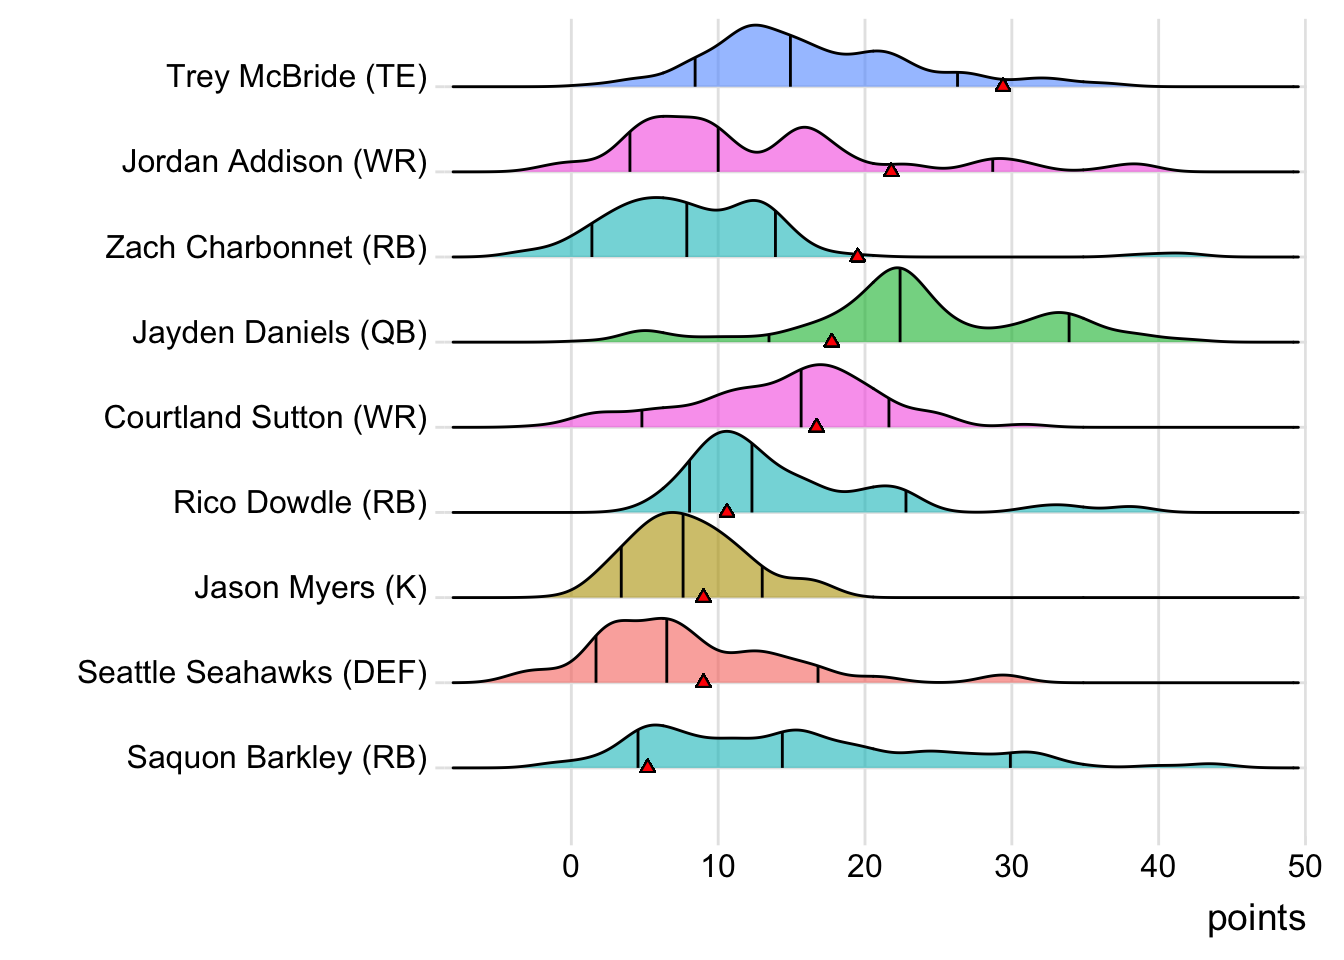 Trey McBride (TE)
Jordan Addison (WR)
Zach Charbonnet (RB)
Jayden Daniels (QB)
Courtland Sutton (WR)
Rico Dowdle (RB)
Jason Myers (K)
Seattle Seahawks (DEF)
Saquon Barkley (RB)
0 10 20 30 40 50
points